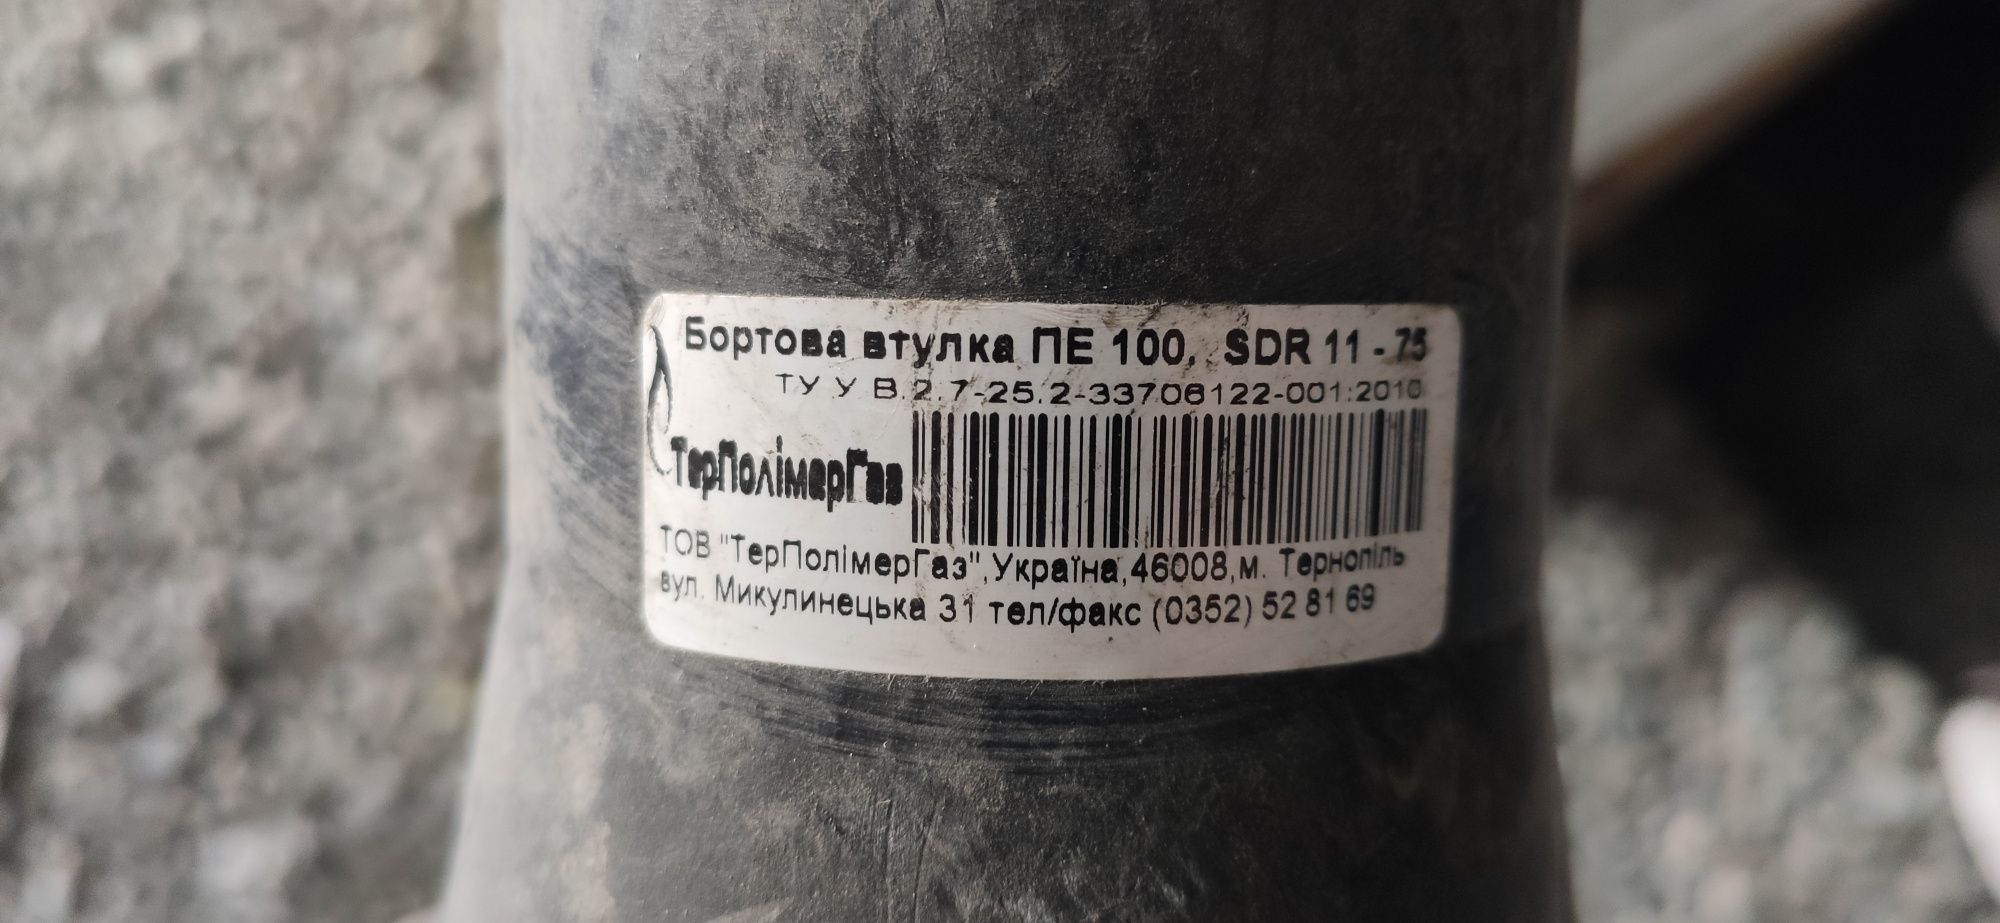 Бортова втулка ПЕ 100, SDR 11 - 75
ТУ У В.2.7-25.2-33706122-001:2010
ТерПолімерГаз
ТОВ "ТерПолімерГаз",Україна,46008,м. Тернопіль
вул. Микулинецька 31 тел/факс (0352) 52 81 69